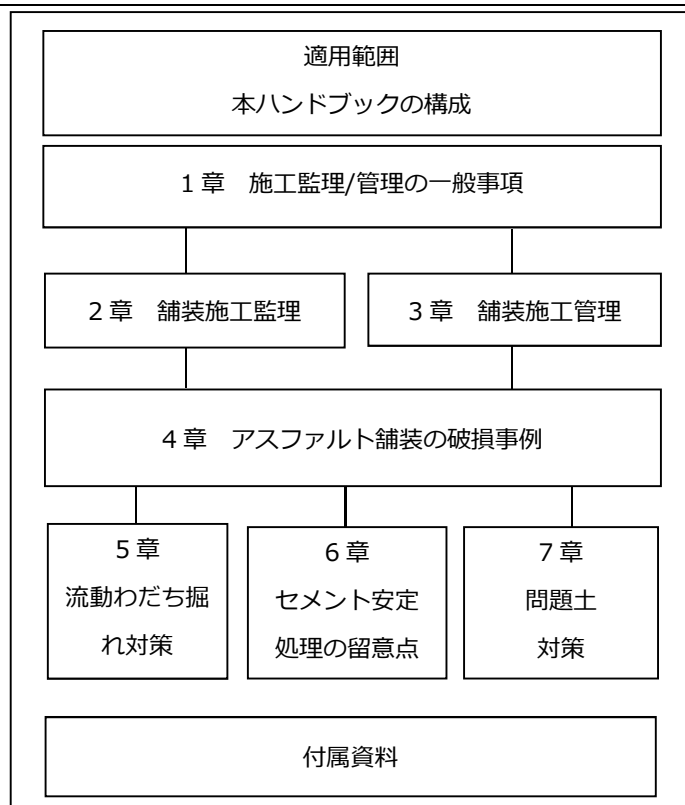 適用範囲
本ハンドブックの構成
1章　施工監理/管理の一般事項
2章　舗装施工監理
3章　舗装施工管理
4章　アスファルト舗装の破損事例
5章
流動わだち掘
れ対策
6章
セメント安定
処理の留意点
7章
問題土
対策
付属資料